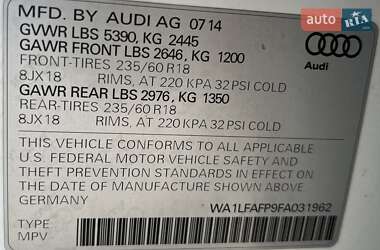 MFD. BY AUDI AG 07 14
GVWR LBS 5390, KG 2445
GAWR FRONT LBS 2646, KG 1200
FRONT-TIRES 235/60 R18
8JX18 RIMS, AT 220 KPA 32 PSI COLD
GAWR REAR LBS 2976, KG 1350
REAR-TIRES 235/60 R18
8JX18 RIMS, AT 220 KPA 32 PSI COLD
Audi
THIS VEHICLE CONFORMS TO ALL APPLICABLE
U.S. FEDERAL MOTOR VEHICLE SAFETY AND
THEFT PREVENTION STANDARDS IN EFFECT ON
THE DATE OF MANUFACTURE SHOWN ABOVE
GERMANY
WA1LFAFP9FA031962
TYPE
MPV
RIA.com